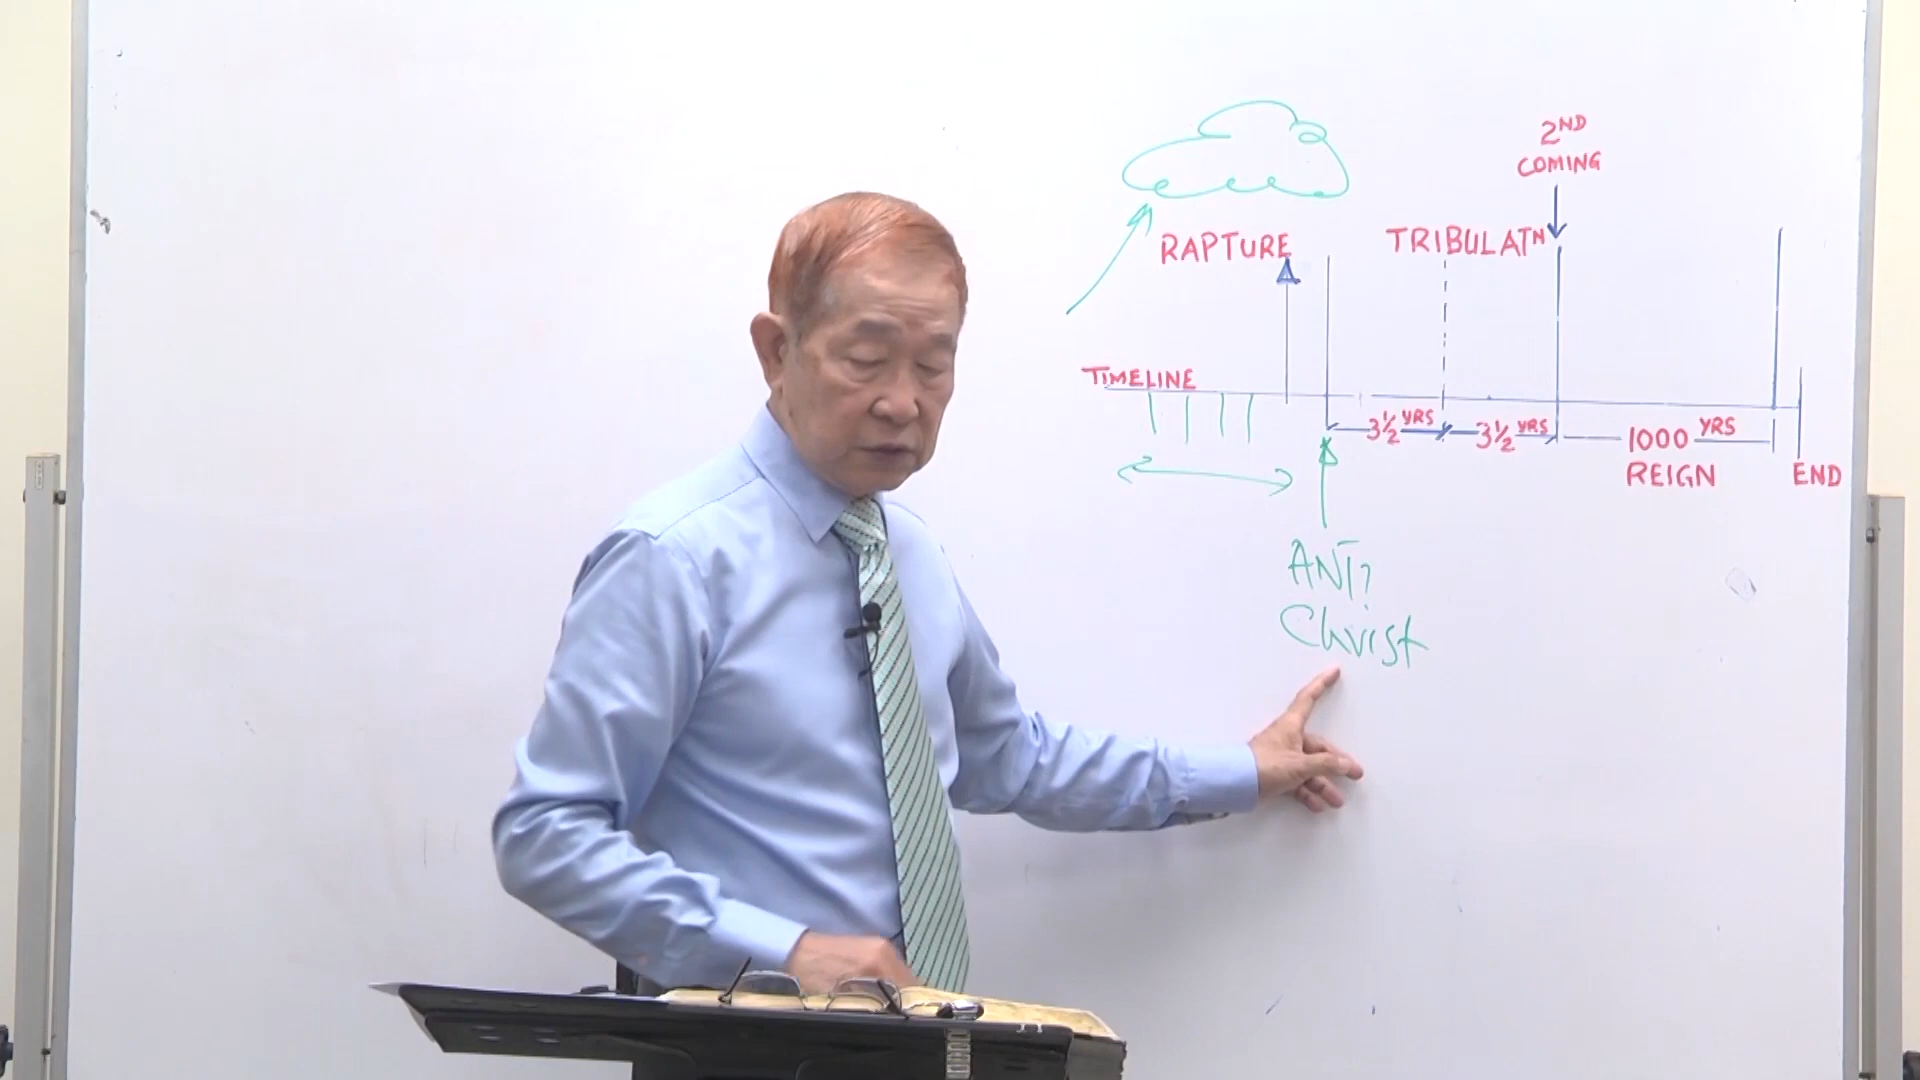 2ND
COMING
RAPTURE
TRIBULATN
TIMELINE
3½ YRS
3½ YRS
1000 YRS
REIGN
END
ANTi
Christ